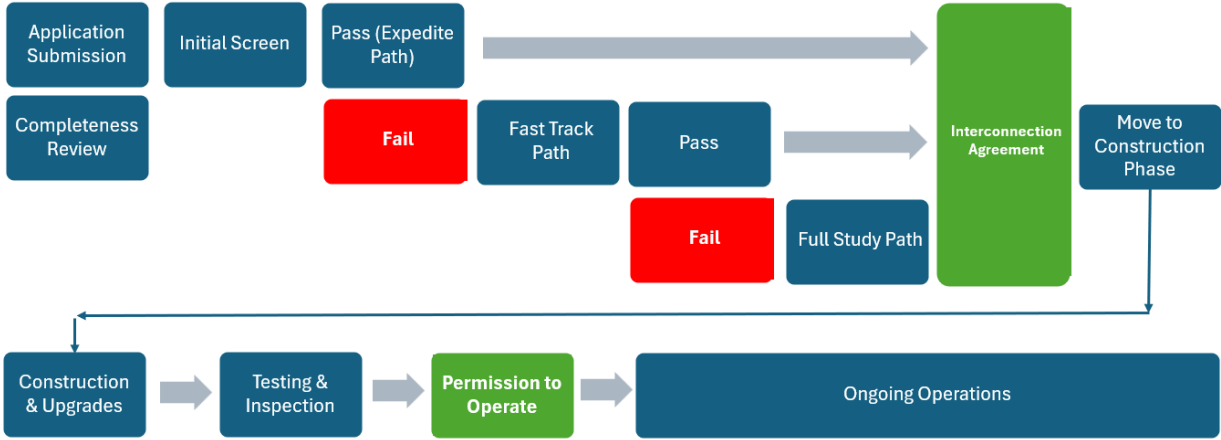 Application
Submission
Initial Screen
Pass (Expedite
Path)
Completeness
Review
Fail
Fast Track
Path
Pass
Interconnection
Agreement
Move to
Construction
Phase
Fail
Full Study Path
Construction
& Upgrades
Testing &
Inspection
Permission to
Operate
Ongoing Operations